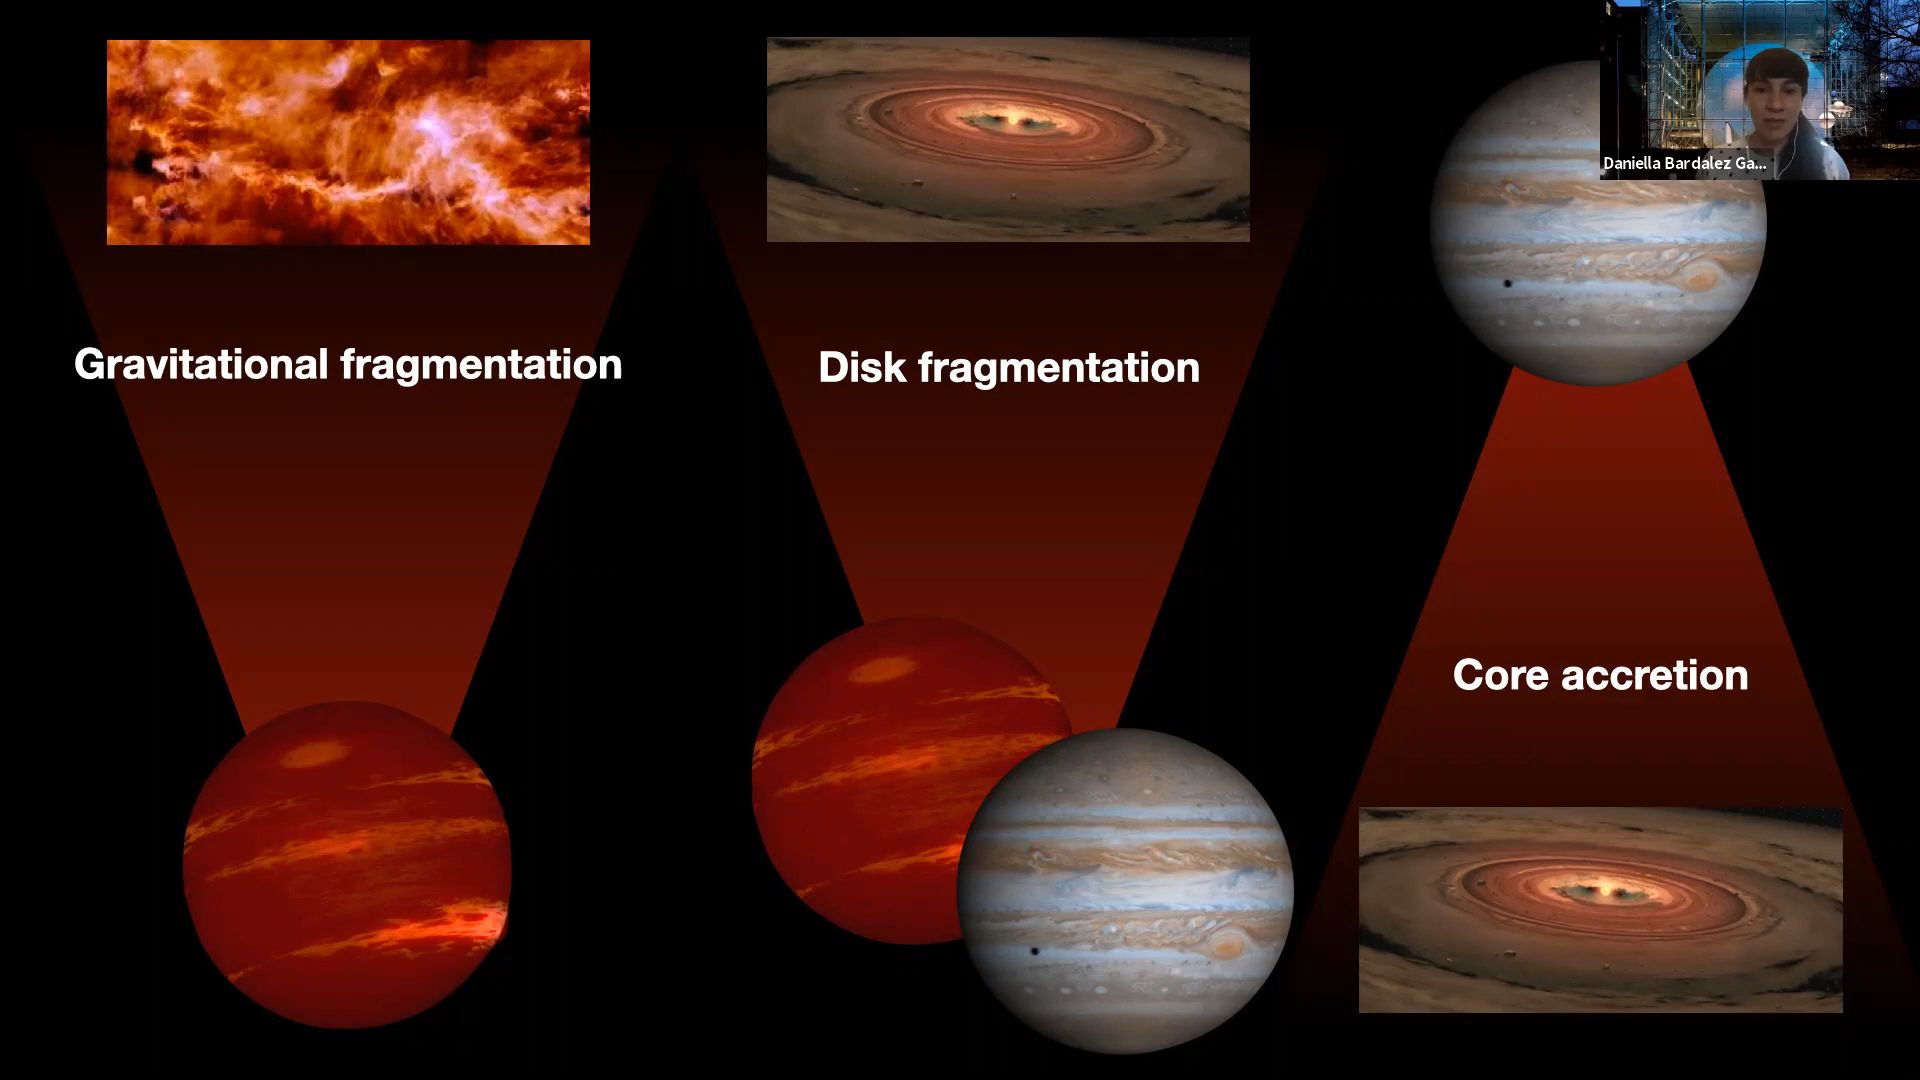 Daniella Bardalez Ga...
Gravitational fragmentation
Disk fragmentation
Core accretion